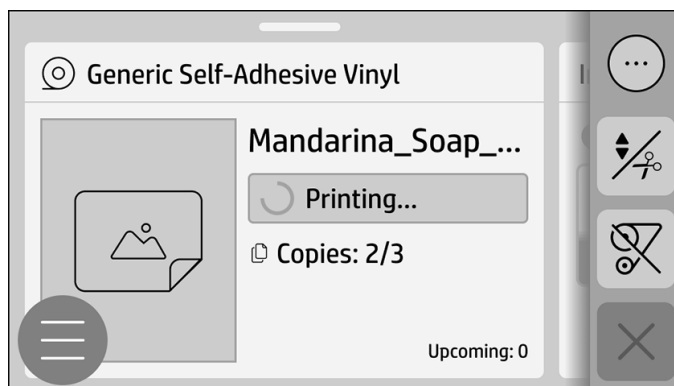 Generic Self-Adhesive Vinyl
Mandarina_Soap_...
Printing...
Copies: 2/3
Upcoming: 0